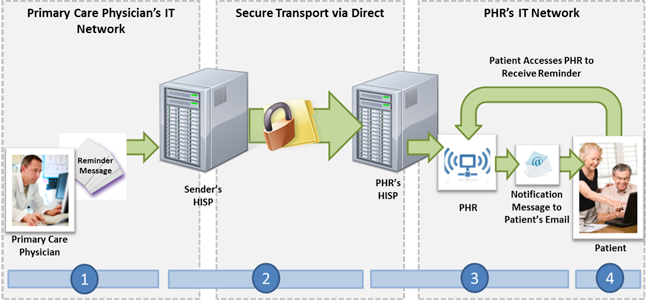 Primary Care Physician's IT
Network
Secure Transport via Direct
PHR's IT Network
Patient Accesses PHR to
Receive Reminder
Reminder
Message
@
Sender's
HISP
PHR's
HISP
PHR
Notification
Message to
Patient's Email
Primary Care
Physician
Patient
1
2
3
4